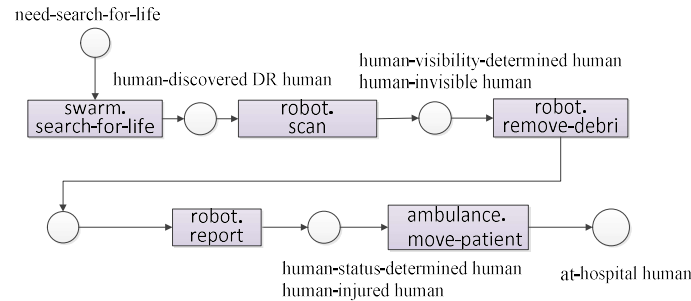 need-search-for-life
human-discovered DR human
human-visibility-determined human
human-invisible human
swarm.
search-for-life
robot.
scan
robot.
remove-debri
robot.
report
ambulance.
move-patient
human-status-determined human
human-injured human
at-hospital human